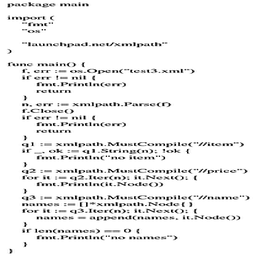 package main

import (
    "fmt"
    "os"

    "launchpad.net/xmlpath"
)

func main() {
    f, err := os.Open("test3.xml")
    if err != nil {
        fmt.Println(err)
        return
    }
    n, err := xmlpath.Parse(f)
    f.Close()
    if err != nil {
        fmt.Println(err)
        return
    }
    q1 := xmlpath.MustCompile("//item")
    if _, ok := q1.String(n); !ok {
        fmt.Println("no item")
    }
    q2 := xmlpath.MustCompile("//price")
    for it := q2.Iter(n); it.Next(); {
        fmt.Println(it.Node())
    }
    q3 := xmlpath.MustCompile("//name")
    names := []*xmlpath.Node{}
    for it := q3.Iter(n); it.Next(); {
        names = append(names, it.Node())
    }
    if len(names) == 0 {
        fmt.Println("no names")
    }
}